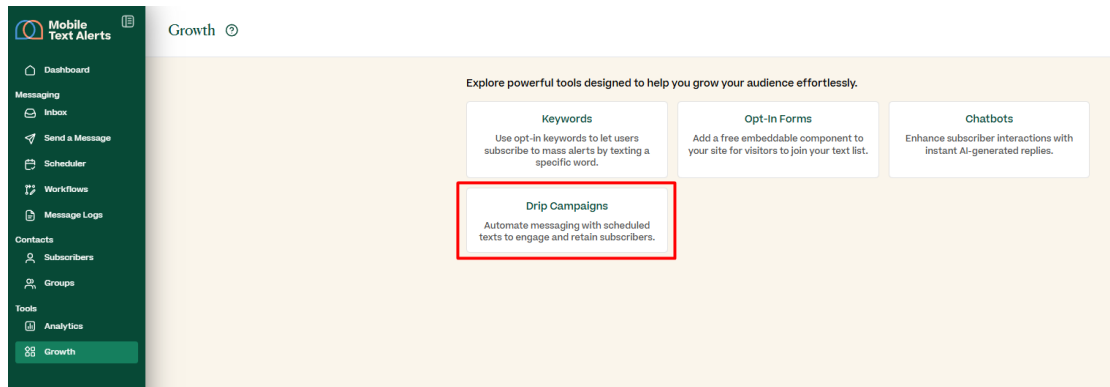 Mobile
Text Alerts
Growth
Dashboard
Messaging
Inbox
Send a Message
Scheduler
Workflows
Message Logs
Contacts
Subscribers
Groups
Tools
Analytics
Growth
Explore powerful tools designed to help you grow your audience effortlessly.
Keywords
Use opt-in keywords to let users
subscribe to mass alerts by texting a
specific word.
Opt-In Forms
Add a free embeddable component to
your site for visitors to join your text list.
Chatbots
Enhance subscriber interactions with
instant AI-generated replies.
Drip Campaigns
Automate messaging with scheduled
texts to engage and retain subscribers.